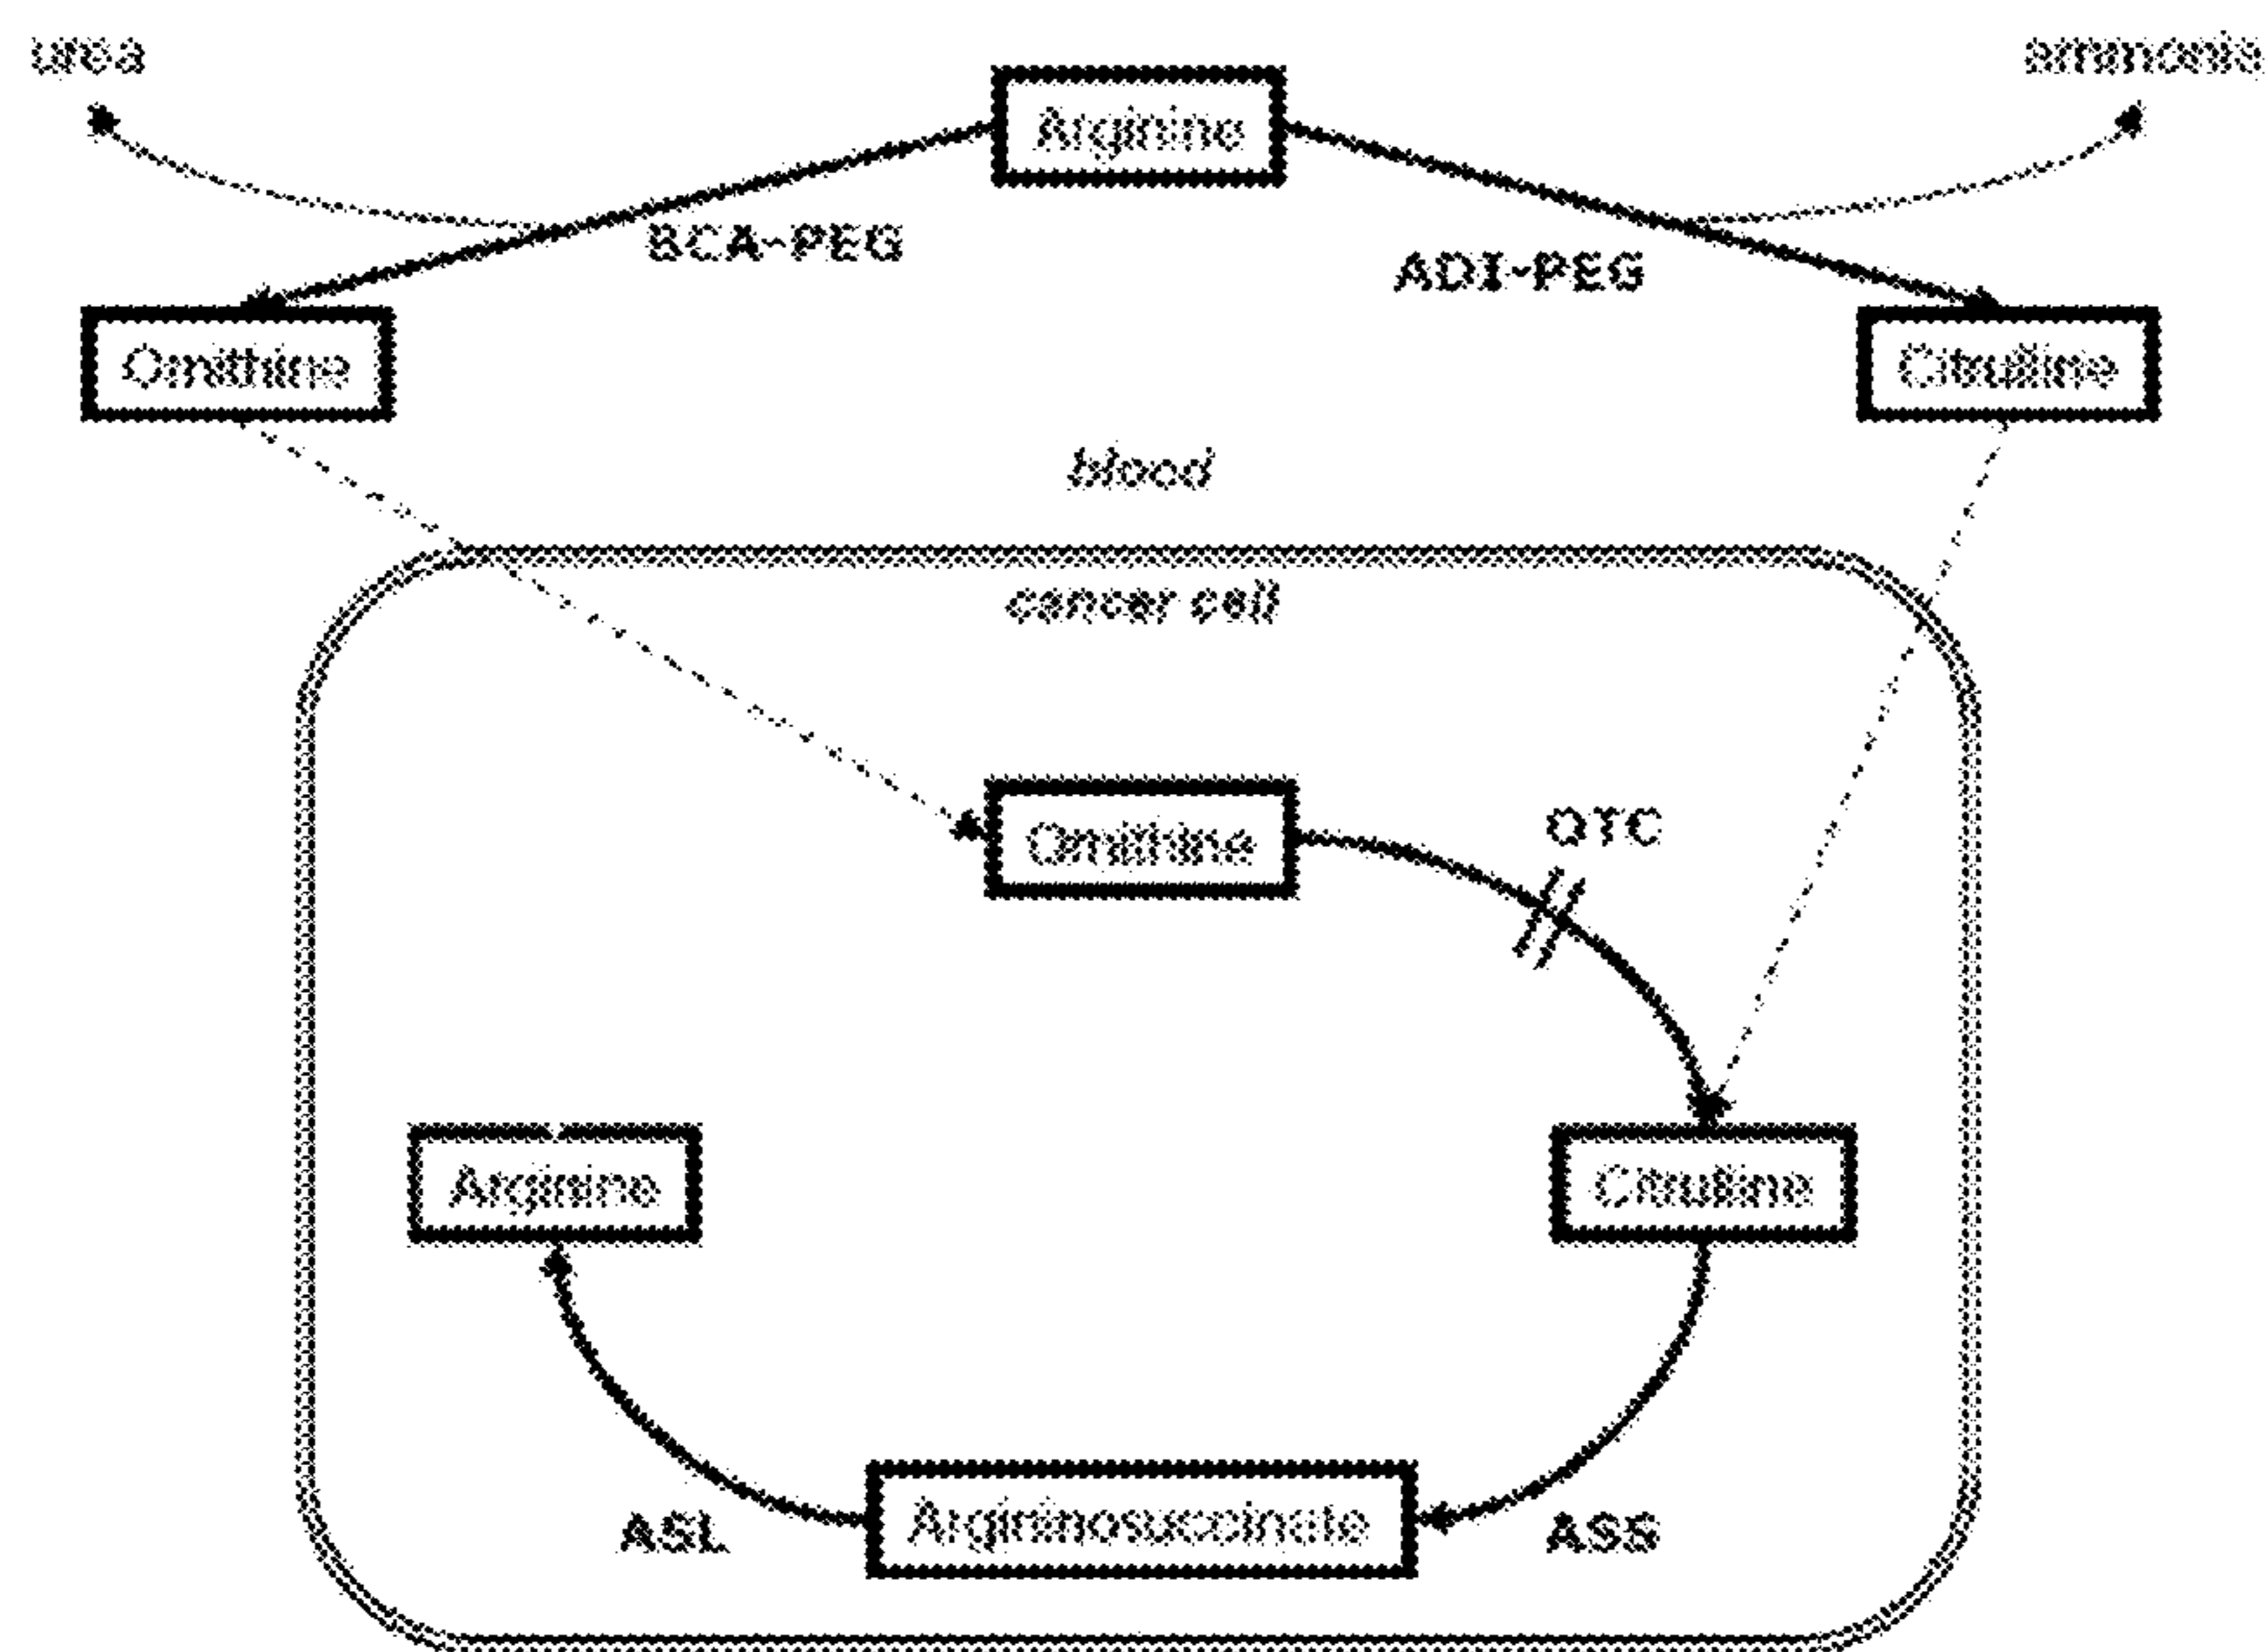 urea
ammonia
Arginine
BCA-PEG
ADI-PEG
Ornithine
Citrulline
blood
cancer cell
Ornithine
OTC
Arginine
Citrulline
Argininosuccinate
ASL
ASS